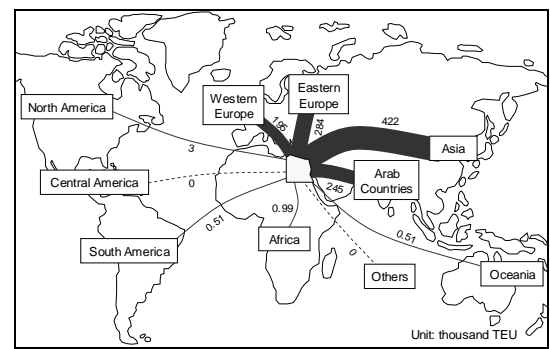 Eastern
Europe
Western
Europe
North America
195
284
422
Asia
3
Arab
Countries
Central America
0
245
0.99
0.51
0.51
Africa
South America
0
Others
Oceania
Unit: thousand TEU